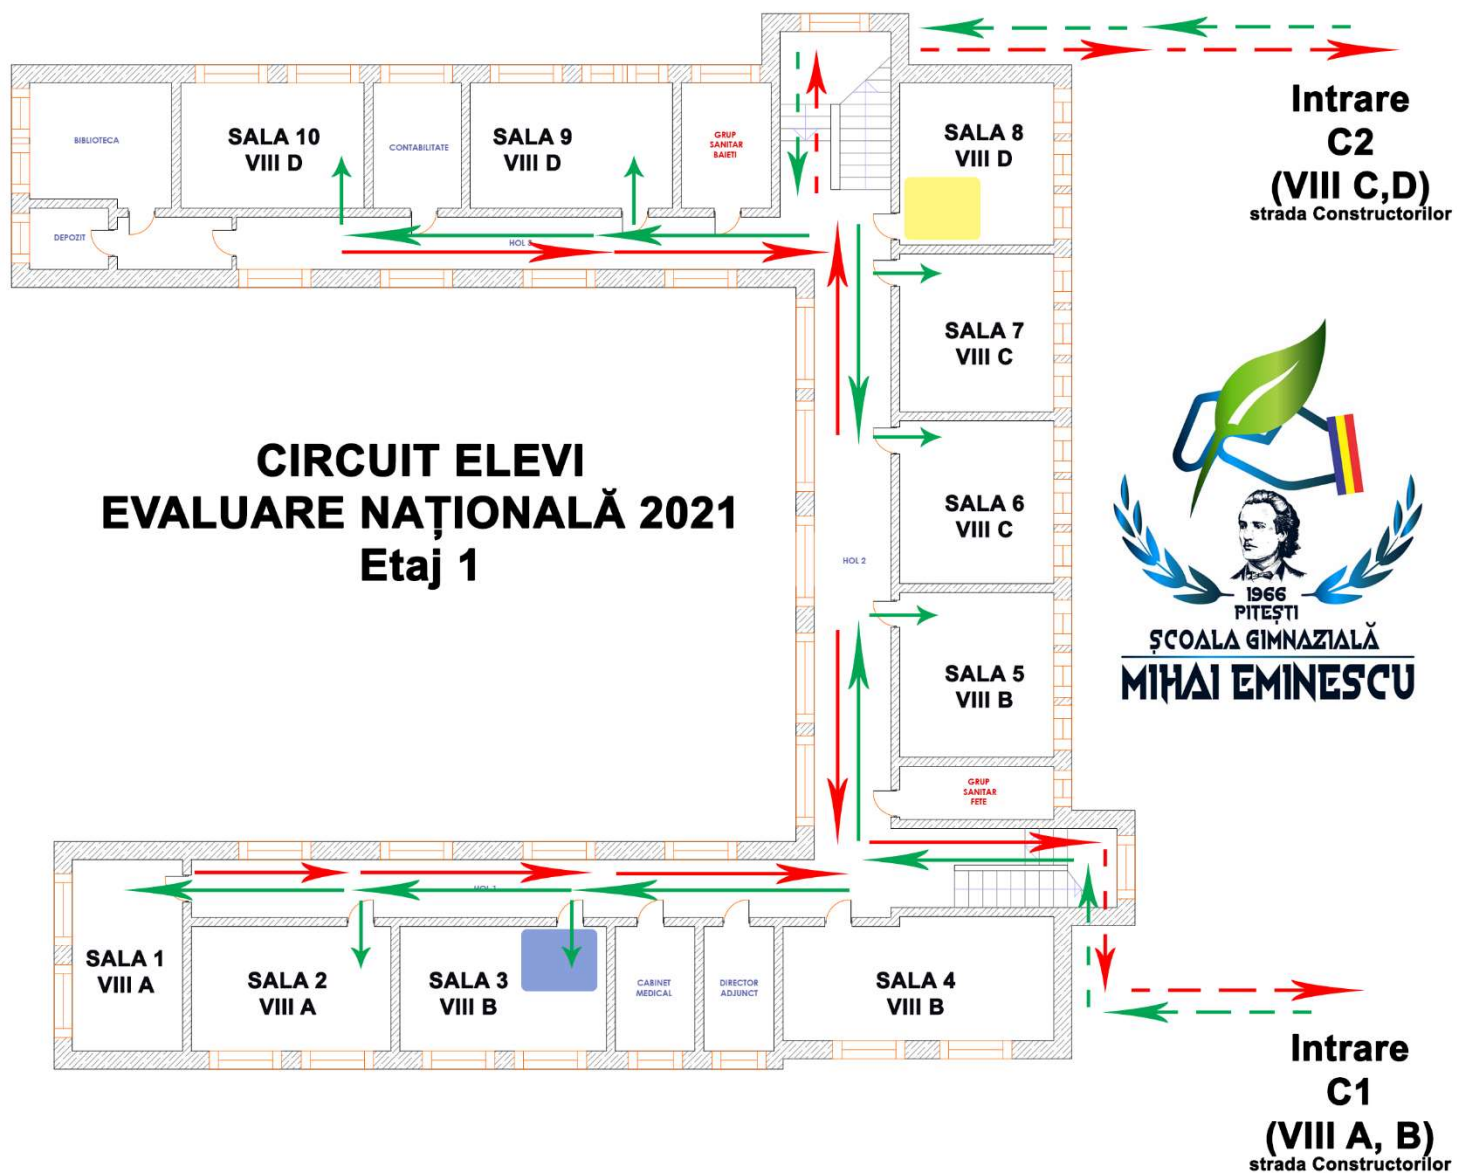 BIBLIOTECA
SALA 10
VIII D
CONTABILITATE
SALA 9
VIII D
GRUP
SANITAR
BAIETI
SALA 8
VIII D
Intrare
C2
(VIII C,D)
strada Constructorilor
DEPOZIT
HOL 3
SALA 7
VIII C
CIRCUIT ELEVI
EVALUARE NAȚIONALĂ 2021
Etaj 1
SALA 6
VIII C
HOL 2
1966
PITEȘTI
ȘCOALA GIMNAZIALĂ
MIHAI EMINESCU
SALA 5
VIII B
GRUP
SANITAR
FETE
HOL 1
SALA 1
VIII A
SALA 2
VIII A
SALA 3
VIII B
CABINET
MEDICAL
DIRECTOR
ADJUNCT
SALA 4
VIII B
Intrare
C1
(VIII A, B)
strada Constructorilor